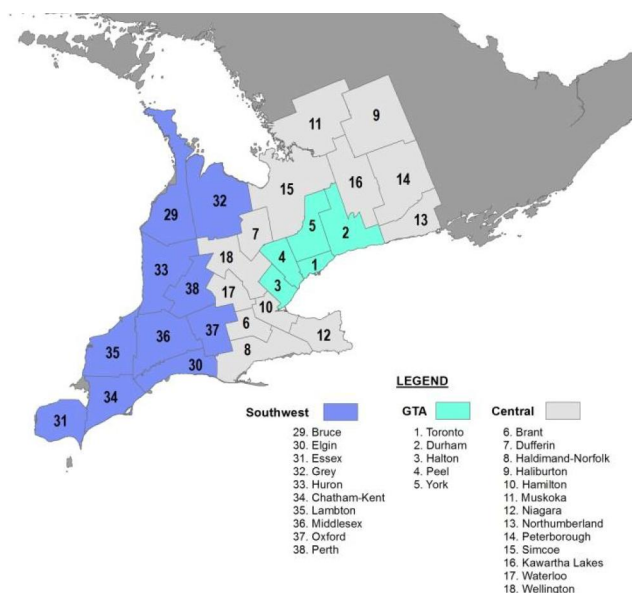 11
9
15
16
14
32
29
13
5
7
2
4
18
1
33
3
38
17
10
6
37
12
36
8
35
30
34
31
LEGEND
Southwest
29. Bruce
30. Elgin
31. Essex
32. Grey
33. Huron
34. Chatham-Kent
35. Lambton
36. Middlesex
37. Oxford
38. Perth
GTA
1. Toronto
2. Durham
3. Halton
4. Peel
5. York
Central
6. Brant
7. Dufferin
8. Haldimand-Norfolk
9. Haliburton
10. Hamilton
11. Muskoka
12. Niagara
13. Northumberland
14. Peterborough
15. Simcoe
16. Kawartha Lakes
17. Waterloo
18. Wellington